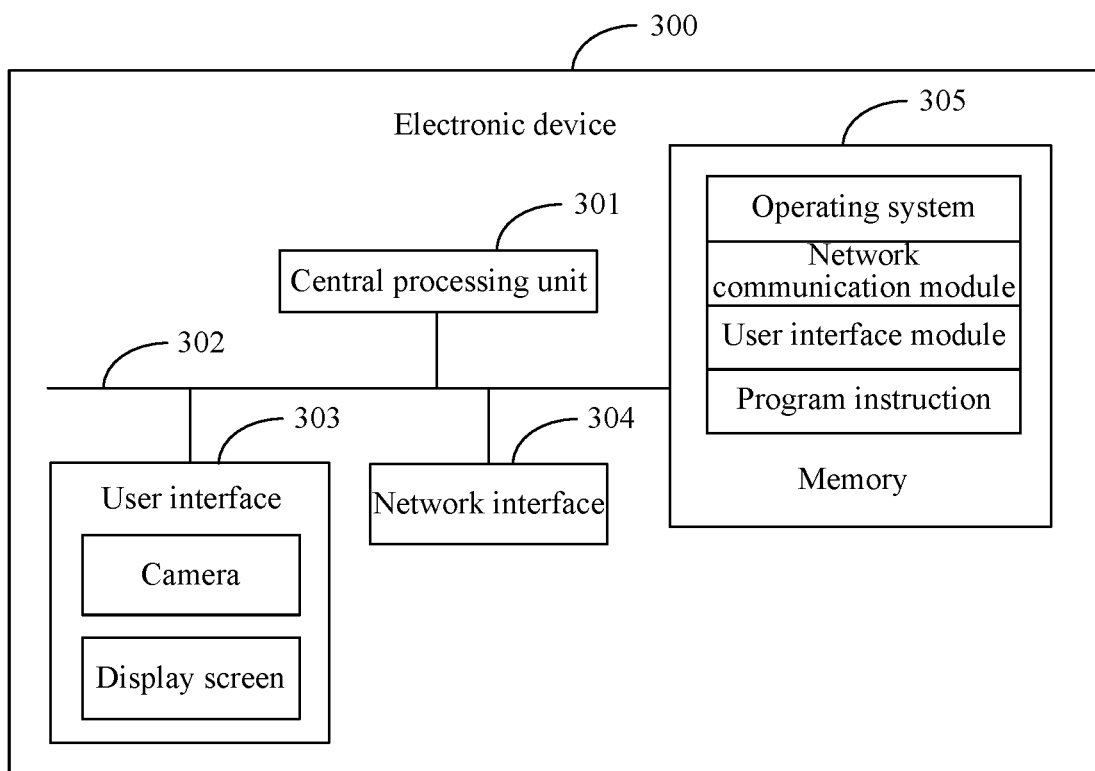 300
Electronic device
305
Operating system
Network
communication module
User interface module
Program instruction
Memory
301
Central processing unit
302
303
User interface
Camera
Display screen
304
Network interface